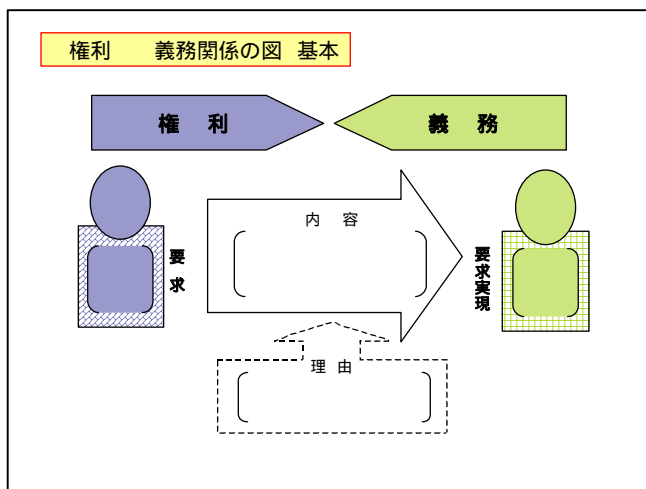 権利　　義務関係の図 基本
権 利
義 務
内 容
要求
要求実現
理 由